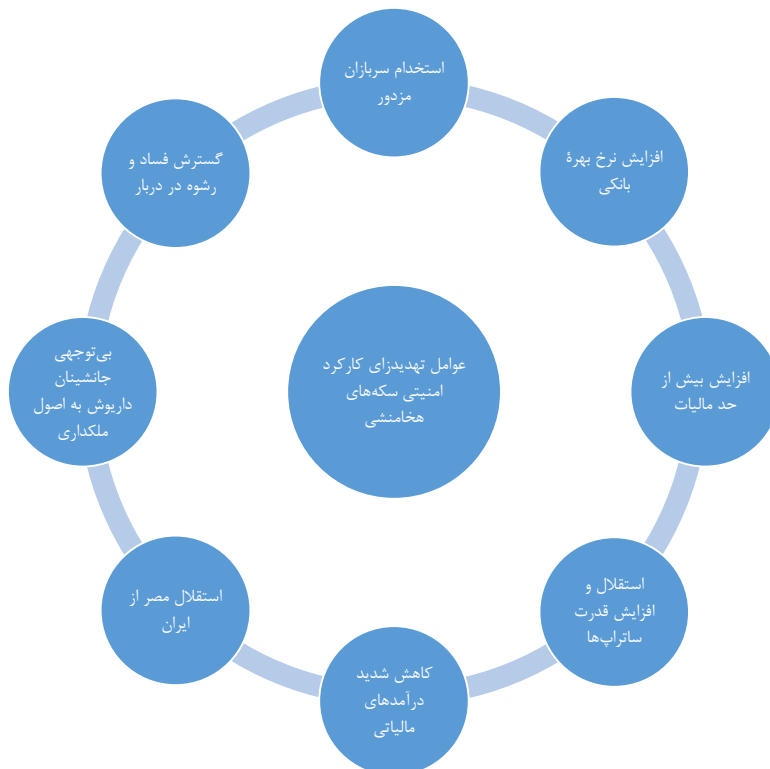 استخدام سربازان
مزدور
افزایش نرخ بهرۀ
بانکی
افزایش بیش از
حد مالیات
استقلال و
افزایش قدرت
ساتراپ‌ها
کاهش شدید
درآمدهای
مالیاتی
استقلال مصر از
ایران
بی‌توجهی
جانشینان
داریوش به اصول
ملکداری
گسترش فساد و
رشوه در دربار
عوامل تهدیدزای کارکرد
امنیتی سکه‌های
هخامنشی